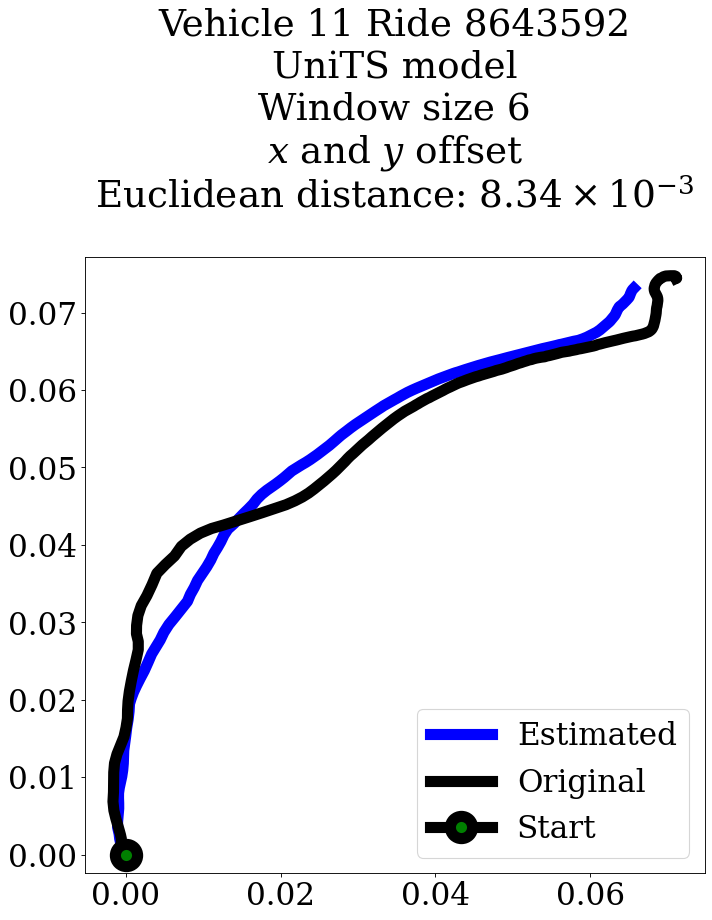 Vehicle 11 Ride 8643592
UniTS model
Window size 6
x and y offset
Euclidean distance: 8.34 × 10⁻³
0.07
0.06
0.05
0.04
0.03
0.02
0.01
0.00
Estimated
Original
Start
0.00 0.02 0.04 0.06